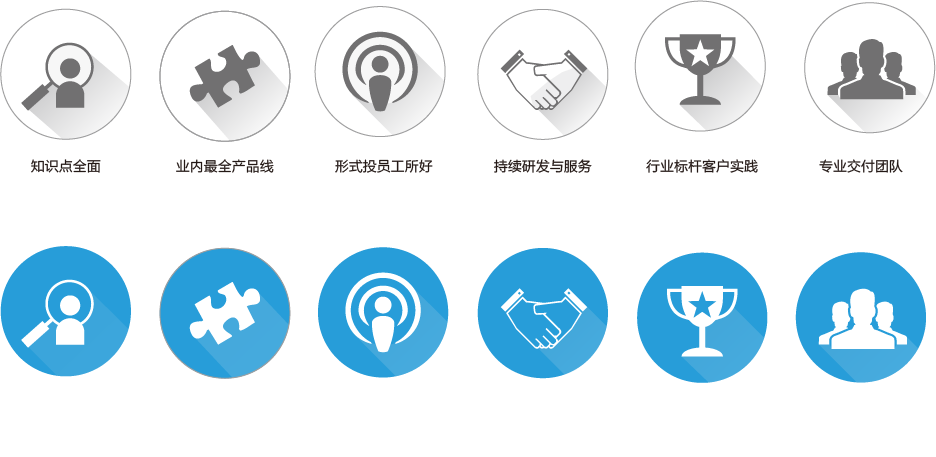 知识点全面
业内最全产品线
形式投员工所好
持续研发与服务
行业标杆客户实践
专业交付团队